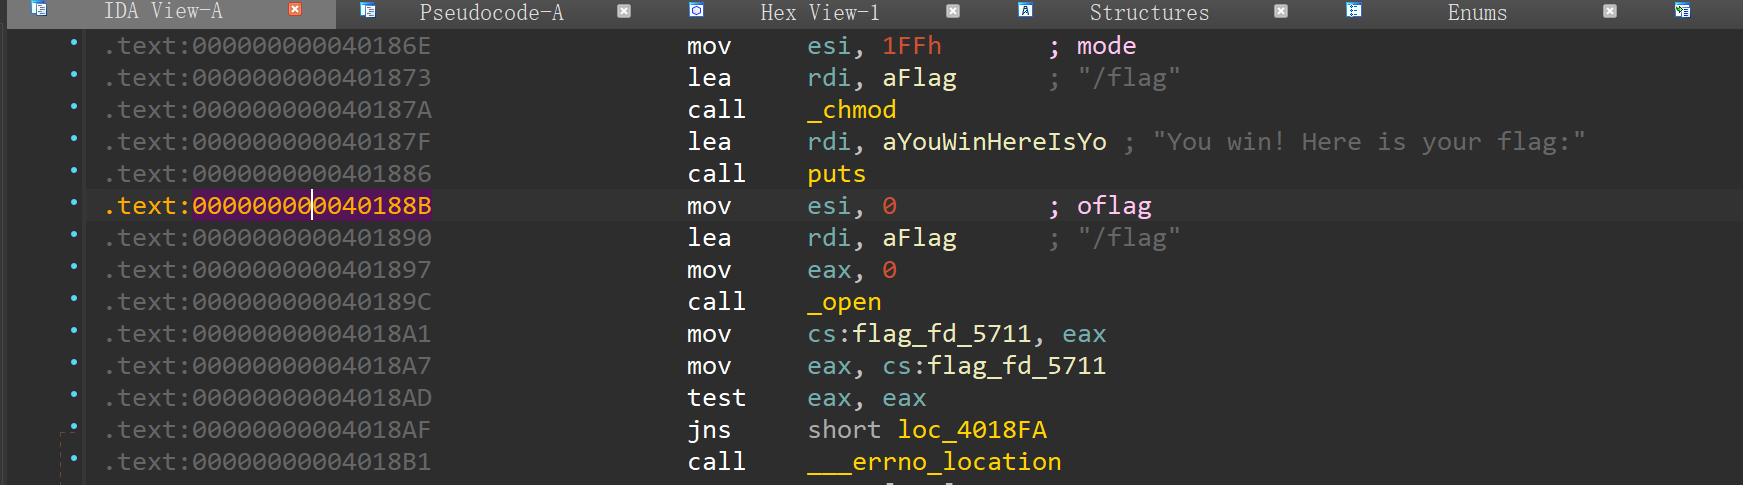 IDA View-A Pseudocode-A Hex View-1 Structures Enums
.text:000000000040186E mov esi, 1FFh ; mode
.text:0000000000401873 lea rdi, aFlag ; "/flag"
.text:000000000040187A call _chmod
.text:000000000040187F lea rdi, aYouWinHereIsYo ; "You win! Here is your flag:"
.text:0000000000401886 call puts
.text:000000000040188B mov esi, 0 ; oflag
.text:0000000000401890 lea rdi, aFlag ; "/flag"
.text:0000000000401897 mov eax, 0
.text:000000000040189C call _open
.text:00000000004018A1 mov cs:flag_fd_5711, eax
.text:00000000004018A7 mov eax, cs:flag_fd_5711
.text:00000000004018AD test eax, eax
.text:00000000004018AF jns short loc_4018FA
.text:00000000004018B1 call ___errno_location